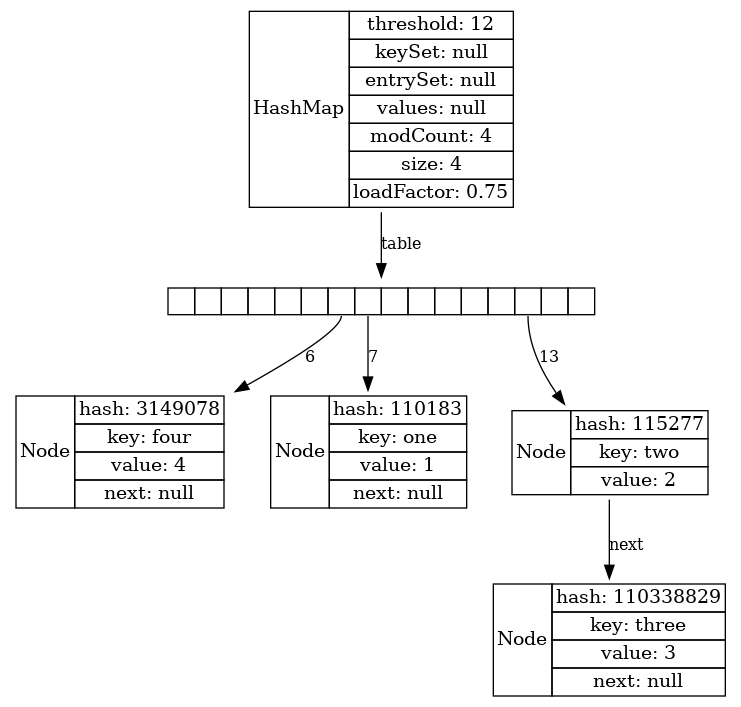 HashMap
threshold: 12
keySet: null
entrySet: null
values: null
modCount: 4
size: 4
loadFactor: 0.75
table
6
7
13
Node
hash: 3149078
key: four
value: 4
next: null
Node
hash: 110183
key: one
value: 1
next: null
Node
hash: 115277
key: two
value: 2
next
Node
hash: 110338829
key: three
value: 3
next: null